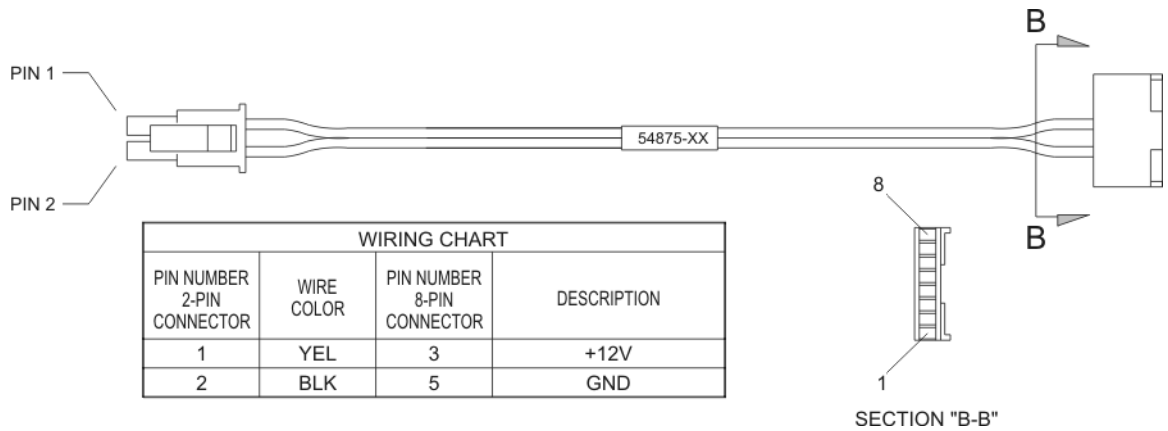 B
PIN 1
54875-XX
PIN 2
B
8
WIRING CHART
PIN NUMBER
2-PIN
CONNECTOR
WIRE
COLOR
PIN NUMBER
8-PIN
CONNECTOR
DESCRIPTION
1 YEL 3 +12V
2 BLK 5 GND
1
SECTION "B-B"